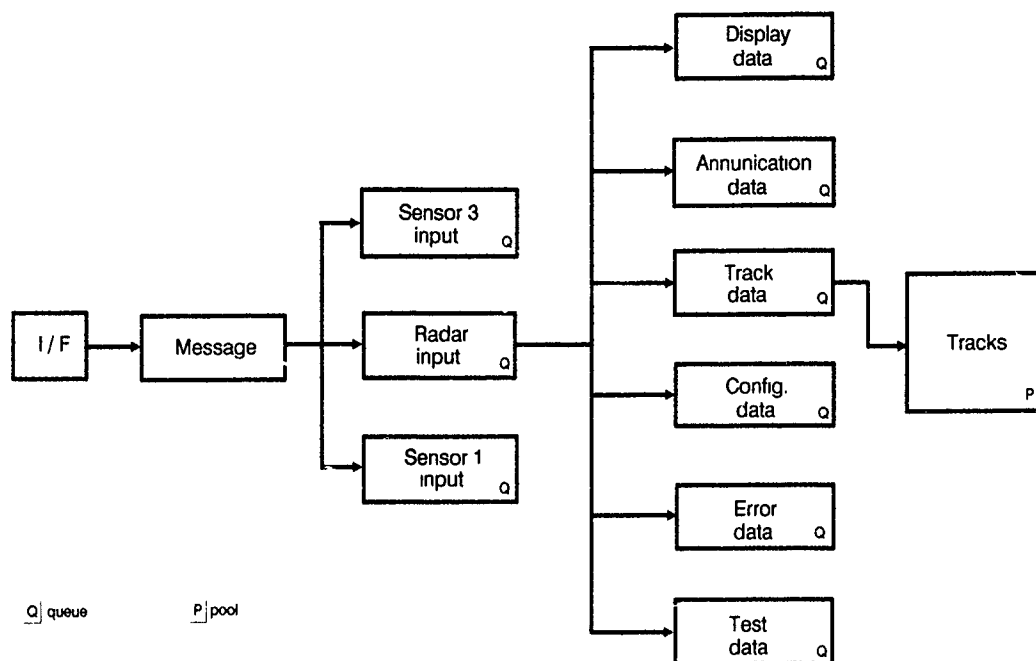 Display
data
Q
Annunication
data
Q
Sensor 3
input
Q
Track
data
Q
I/F
Message
Radar
input
Q
Tracks
P
Config.
data
Q
Sensor 1
input
Q
Error
data
Q
Q queue
P pool
Test
data
Q